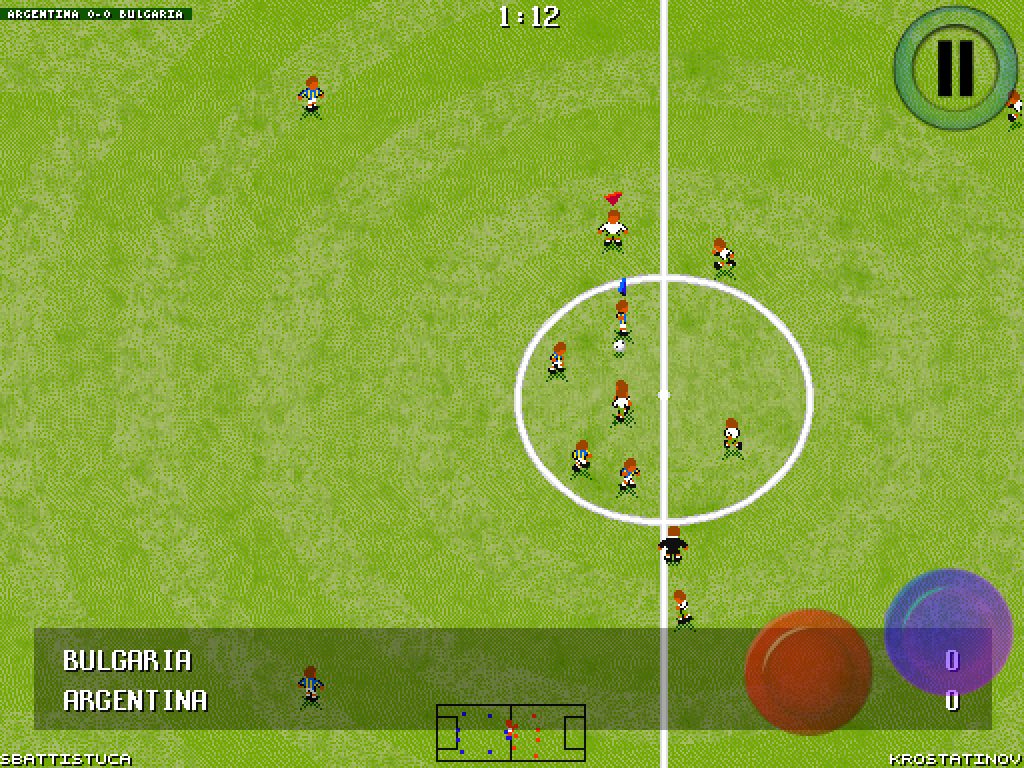 ARGENTINA 0-0 BULGARIA
1:12
BULGARIA 0
ARGENTINA 0
SBATTISTUCA
KROSTATINOV